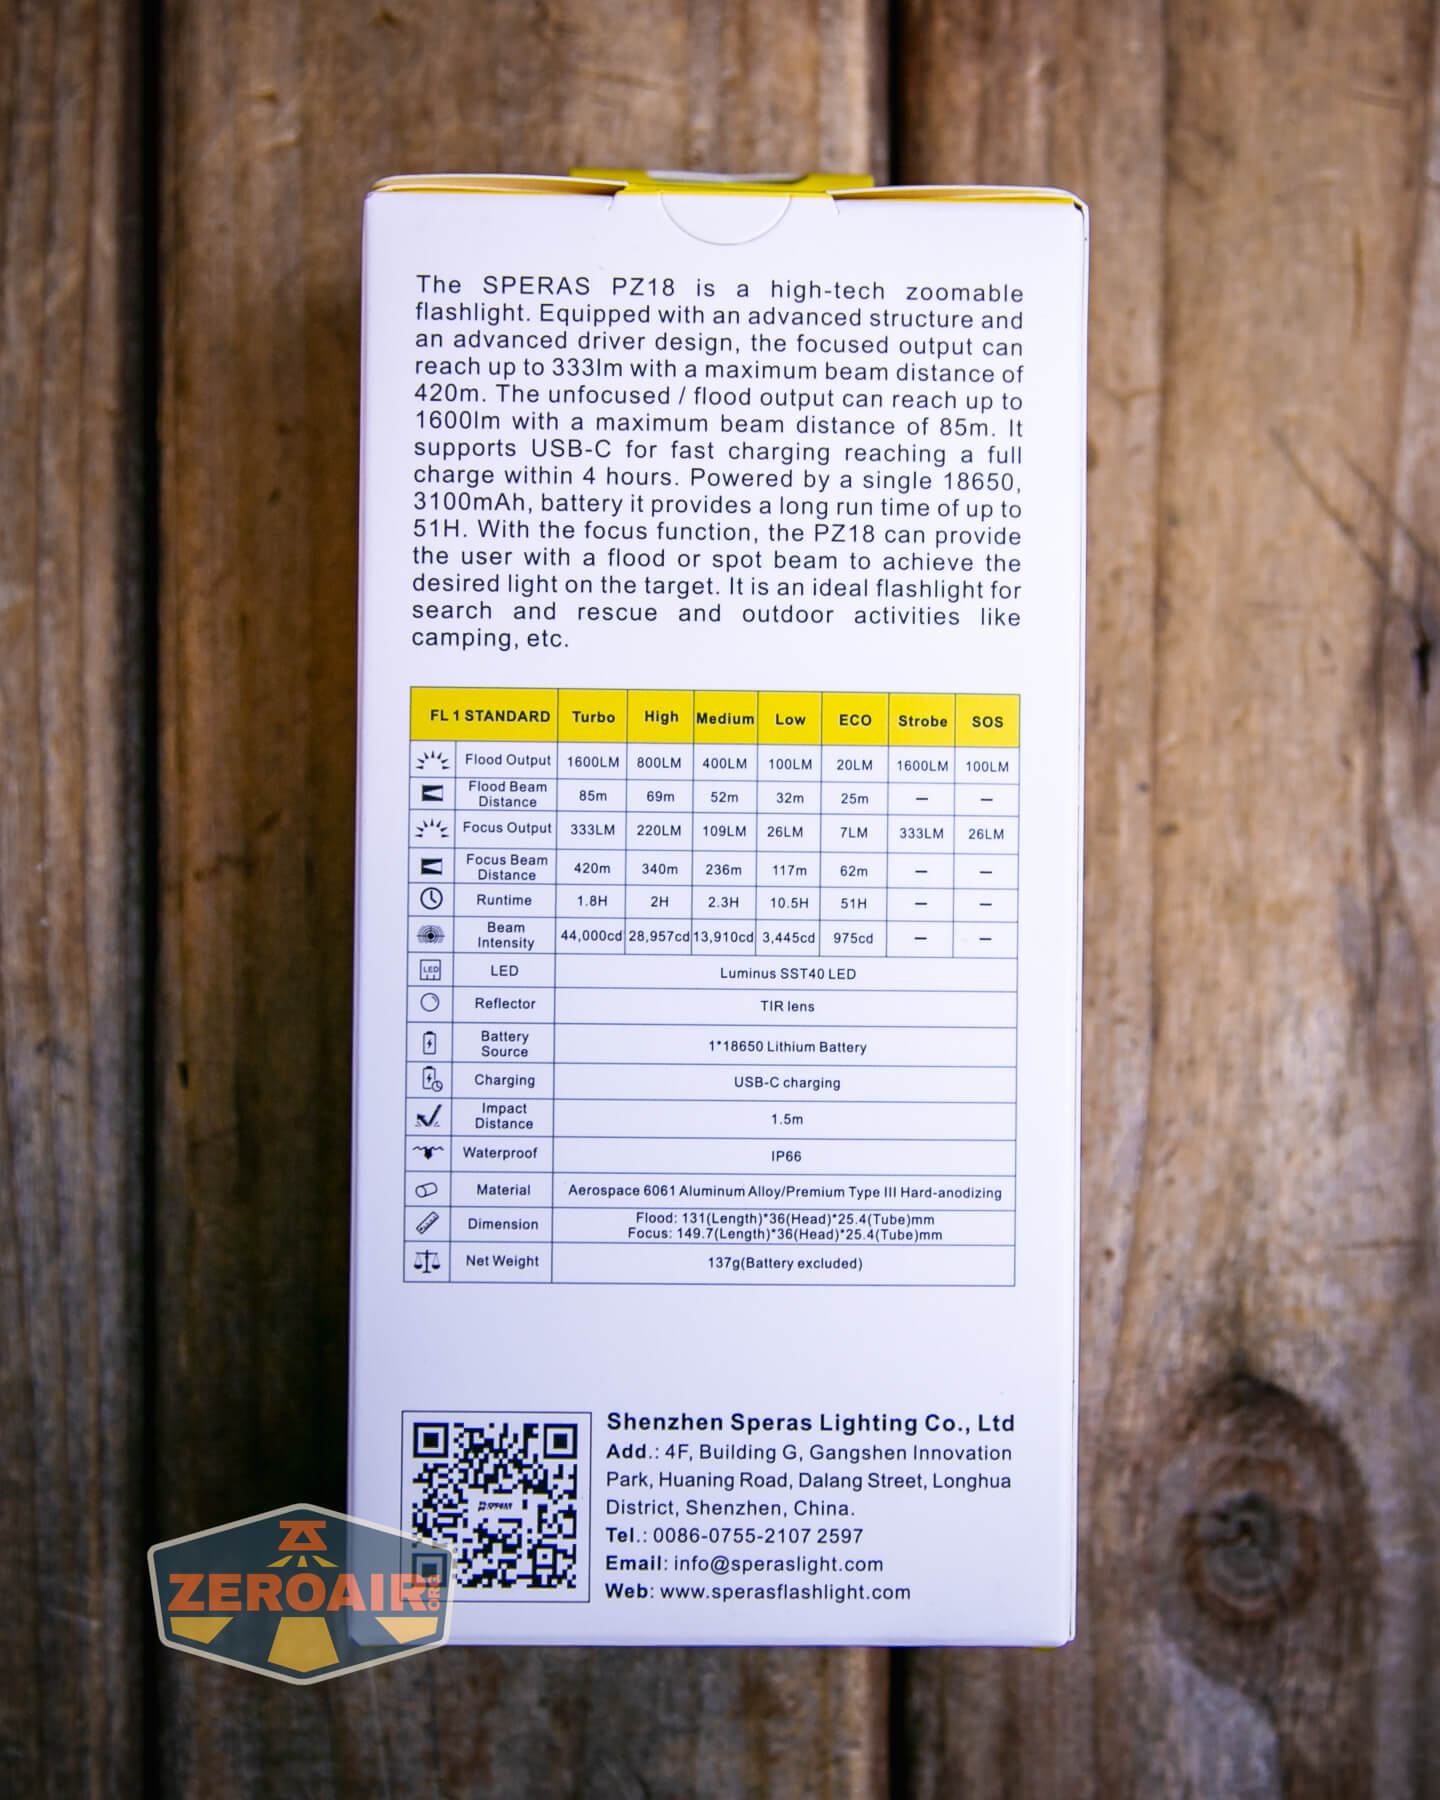 The SPERAS PZ18 is a high-tech zoomable
flashlight. Equipped with an advanced structure and
an advanced driver design, the focused output can
reach up to 333lm with a maximum beam distance of
420m. The unfocused / flood output can reach up to
1600lm with a maximum beam distance of 85m. It
supports USB-C for fast charging reaching a full
charge within 4 hours. Powered by a single 18650,
3100mAh, battery it provides a long run time of up to
51H. With the focus function, the PZ18 can provide
the user with a flood or spot beam to achieve the
desired light on the target. It is an ideal flashlight for
search and rescue and outdoor activities like
camping, etc.
FL 1 STANDARD Turbo High Medium Low ECO Strobe SOS
Flood Output 1600LM 800LM 400LM 100LM 20LM 1600LM 100LM
Flood Beam
Distance 85m 69m 52m 32m 25m — —
Focus Output 333LM 220LM 109LM 26LM 7LM 333LM 26LM
Focus Beam
Distance 420m 340m 236m 117m 62m — —
Runtime 1.8H 2H 2.3H 10.5H 51H — —
Beam
Intensity 44,000cd 28,957cd 13,910cd 3,445cd 975cd — —
LED LED Luminus SST40 LED
Reflector TIR lens
Battery
Source 1*18650 Lithium Battery
Charging USB-C charging
Impact
Distance 1.5m
Waterproof IP66
Material Aerospace 6061 Aluminum Alloy/Premium Type III Hard-anodizing
Dimension Flood: 131(Length)*36(Head)*25.4(Tube)mm
Focus: 149.7(Length)*36(Head)*25.4(Tube)mm
Net Weight 137g(Battery excluded)
Shenzhen Speras Lighting Co., Ltd
Add.: 4F, Building G, Gangshen Innovation
Park, Huaning Road, Dalang Street, Longhua
District, Shenzhen, China.
Tel.: 0086-0755-2107 2597
Email: info@speraslight.com
Web: www.sperasflashlight.com
SPERAS
ZEROAIR.ORG